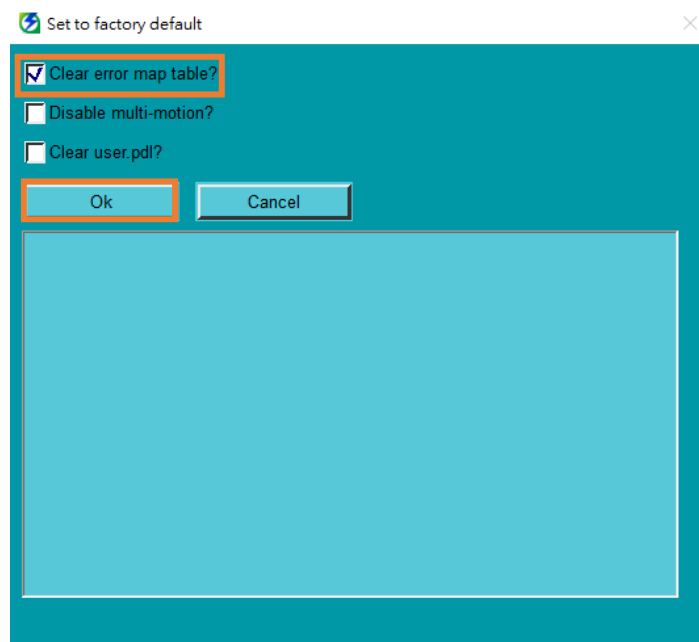 Set to factory default
Clear error map table?
Disable multi-motion?
Clear user.pdl?
Ok Cancel